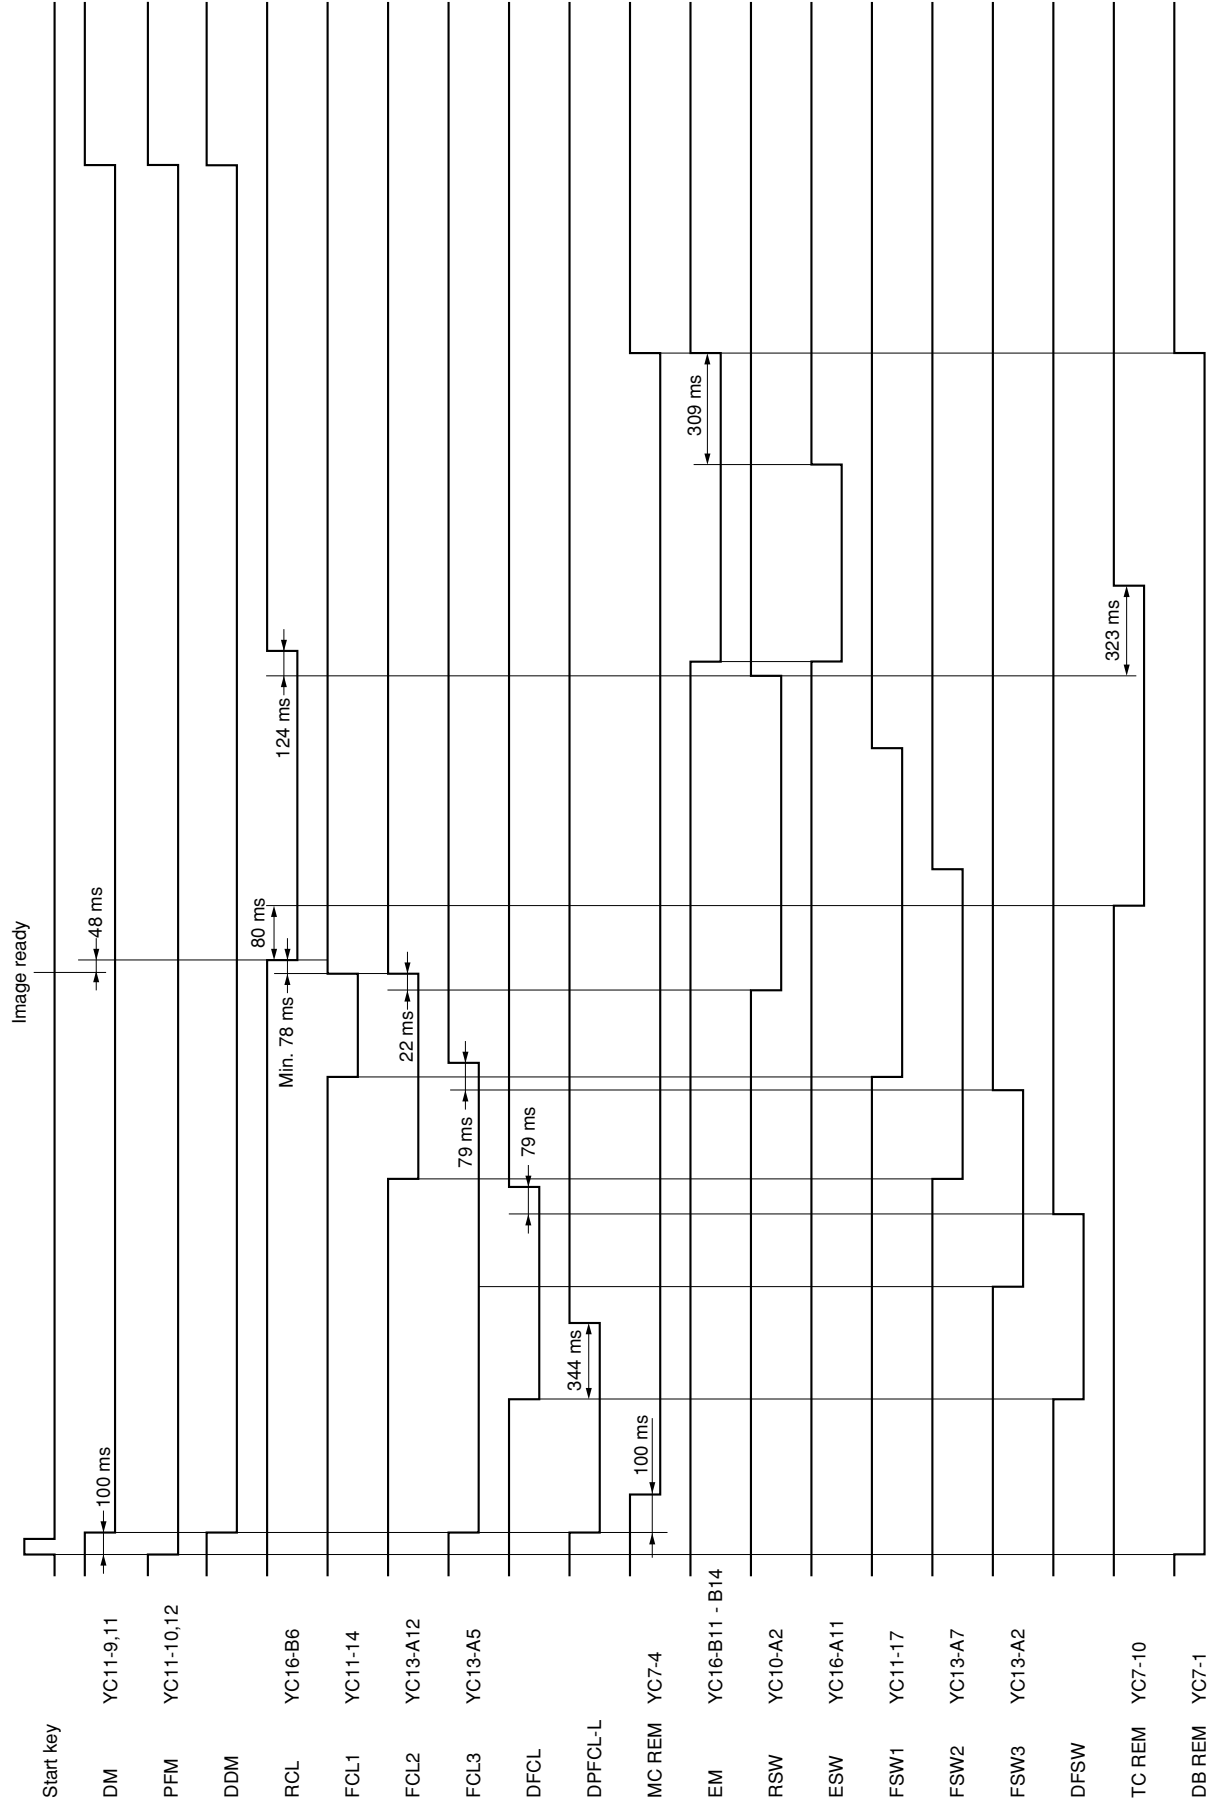 Image ready
Start key
100 ms
48 ms
DM YC11-9,11
PFM YC11-10,12
DDM
80 ms
Min. 78 ms
124 ms
RCL YC16-B6
FCL1 YC11-14
22 ms
FCL2 YC13-A12
79 ms
FCL3 YC13-A5
79 ms
DFCL
344 ms
DPFCL-L
100 ms
MC REM YC7-4
309 ms
EM YC16-B11 - B14
RSW YC10-A2
ESW YC16-A11
FSW1 YC11-17
FSW2 YC13-A7
FSW3 YC13-A2
DFSW
323 ms
TC REM YC7-10
DB REM YC7-1